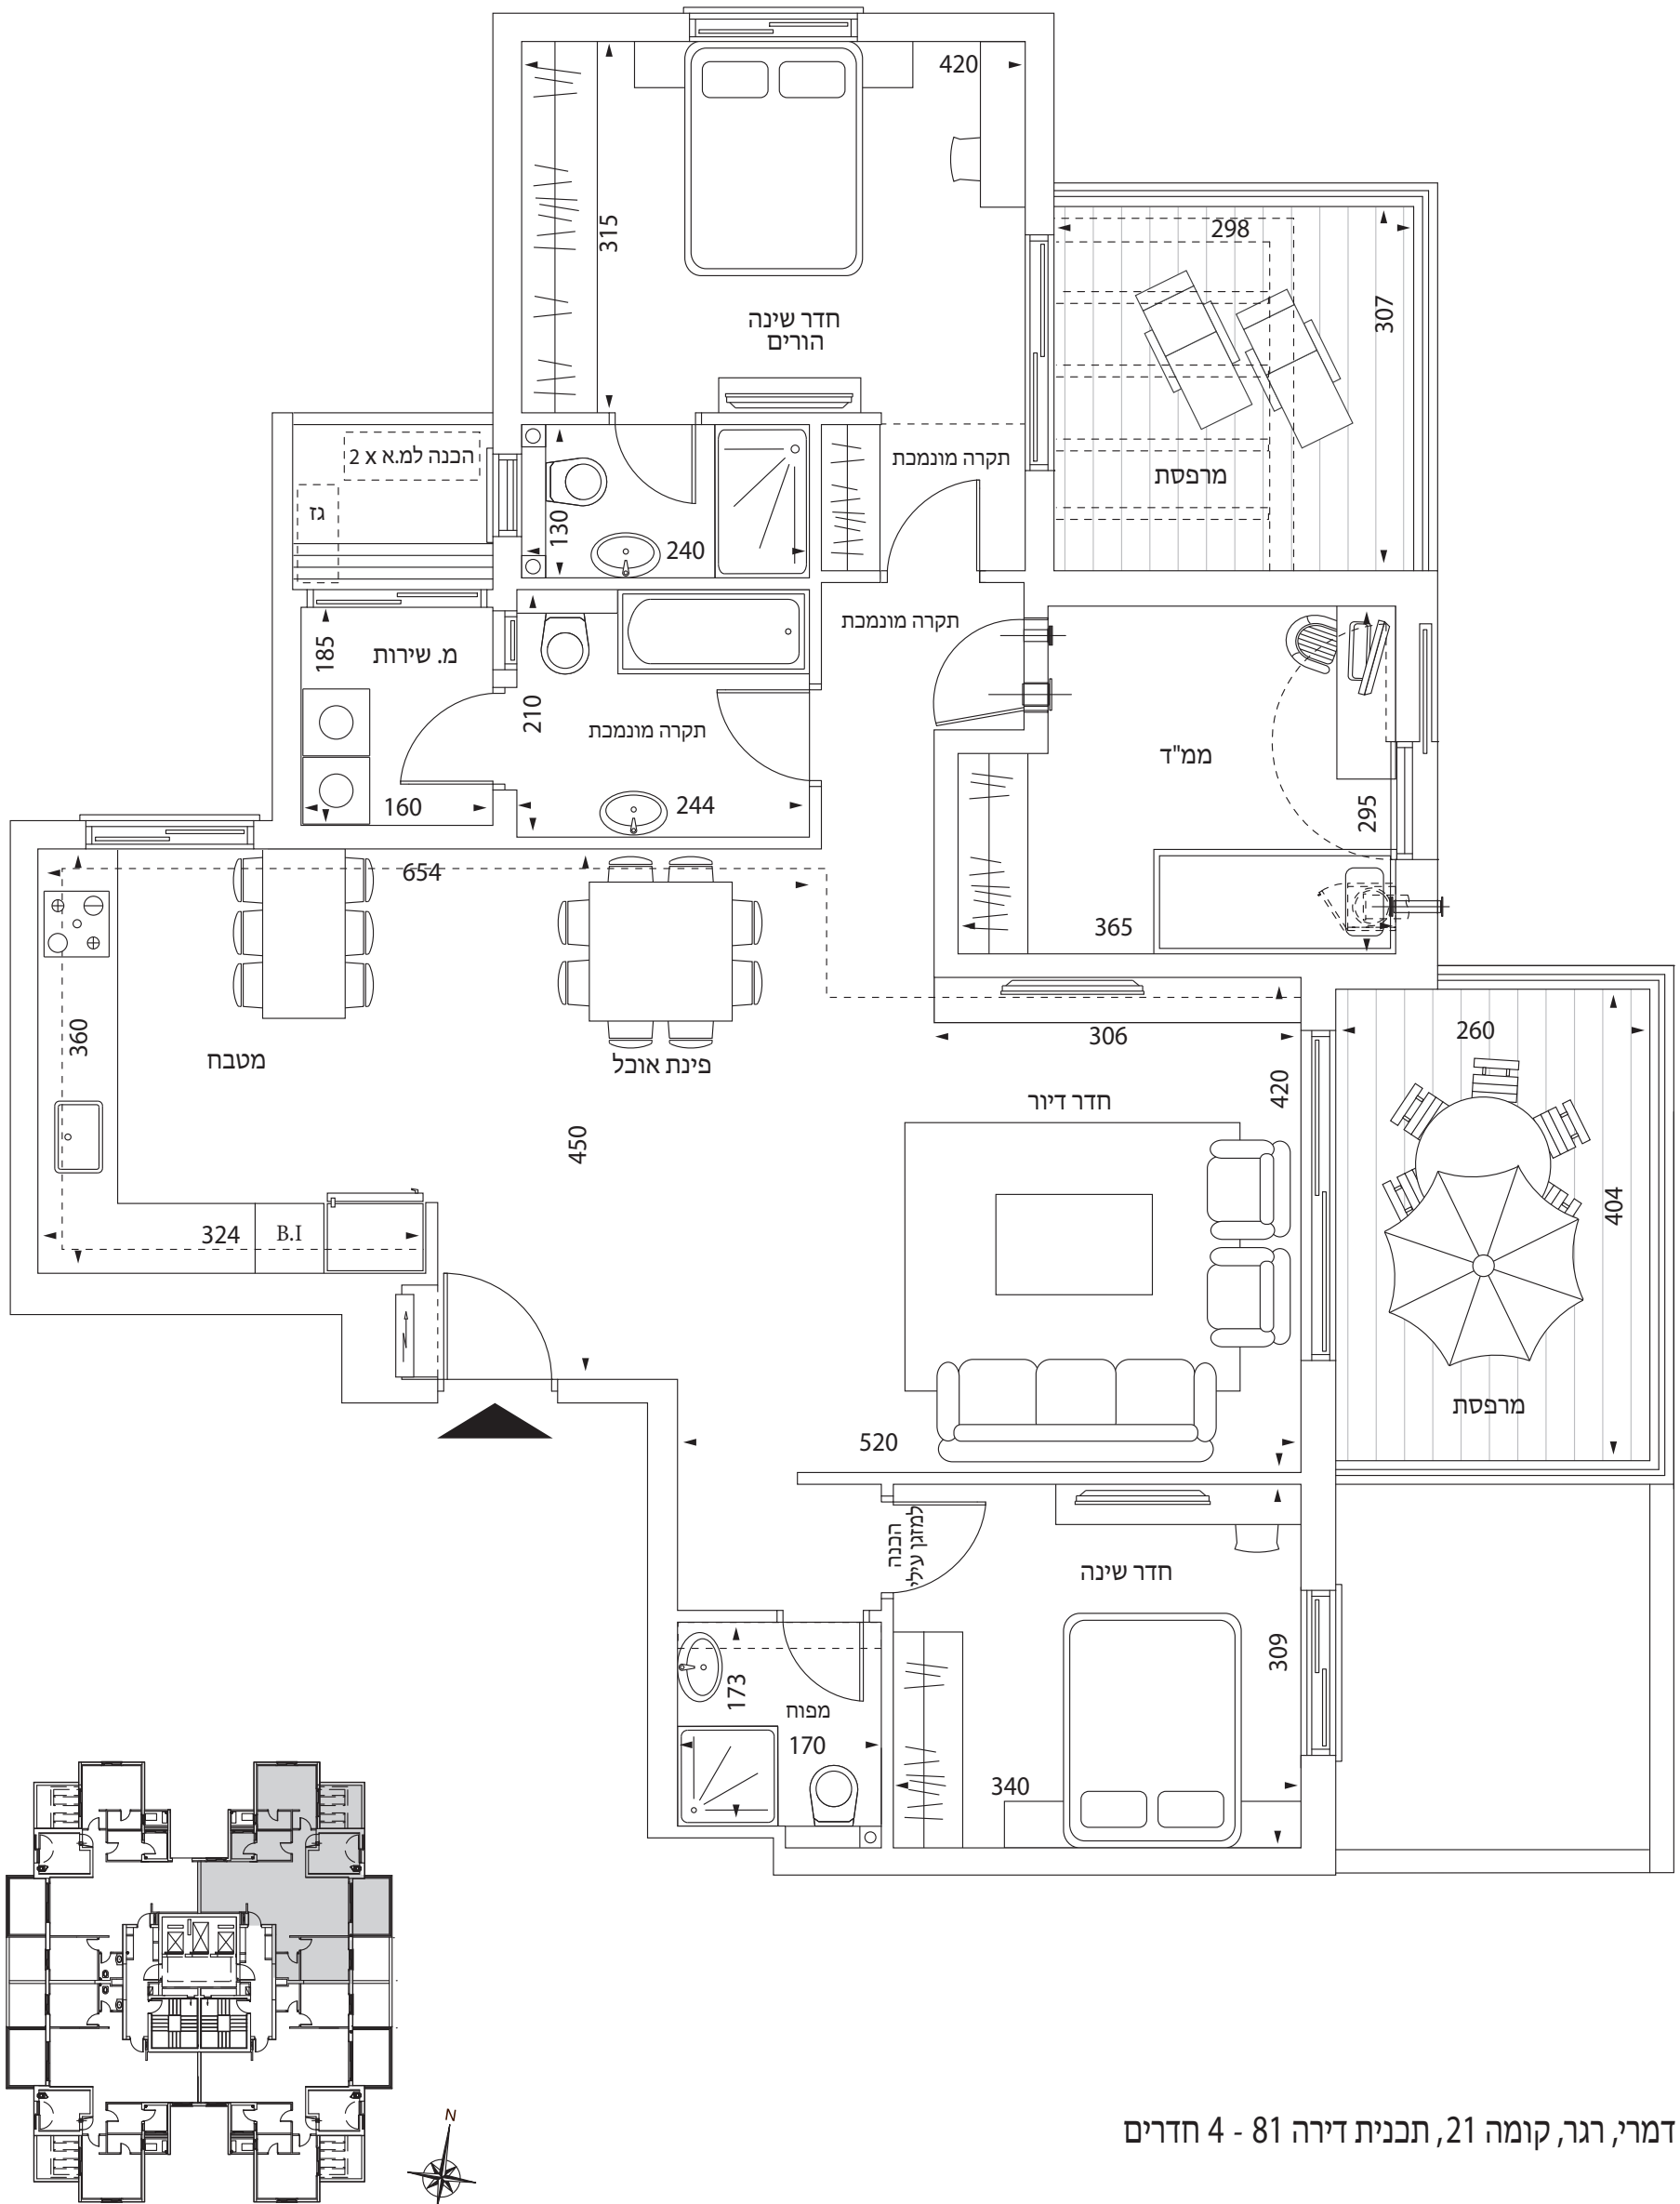 420
315
298
307
חדר שינה
הורים
תקרה מונמכת
מרפסת
הכנה למ.א x 2
גז
130
240
תקרה מונמכת
185
מ. שירות
210
תקרה מונמכת
ממ"ד
160
244
295
654
365
360
מטבח
פינת אוכל
306
260
420
חדר דיור
450
404
324
B.I
מרפסת
520
הכנה
למזגן עילי
חדר שינה
309
173
מפוח
170
340
N
דמרי, רגר, קומה 21, תכנית דירה 81 - 4 חדרים